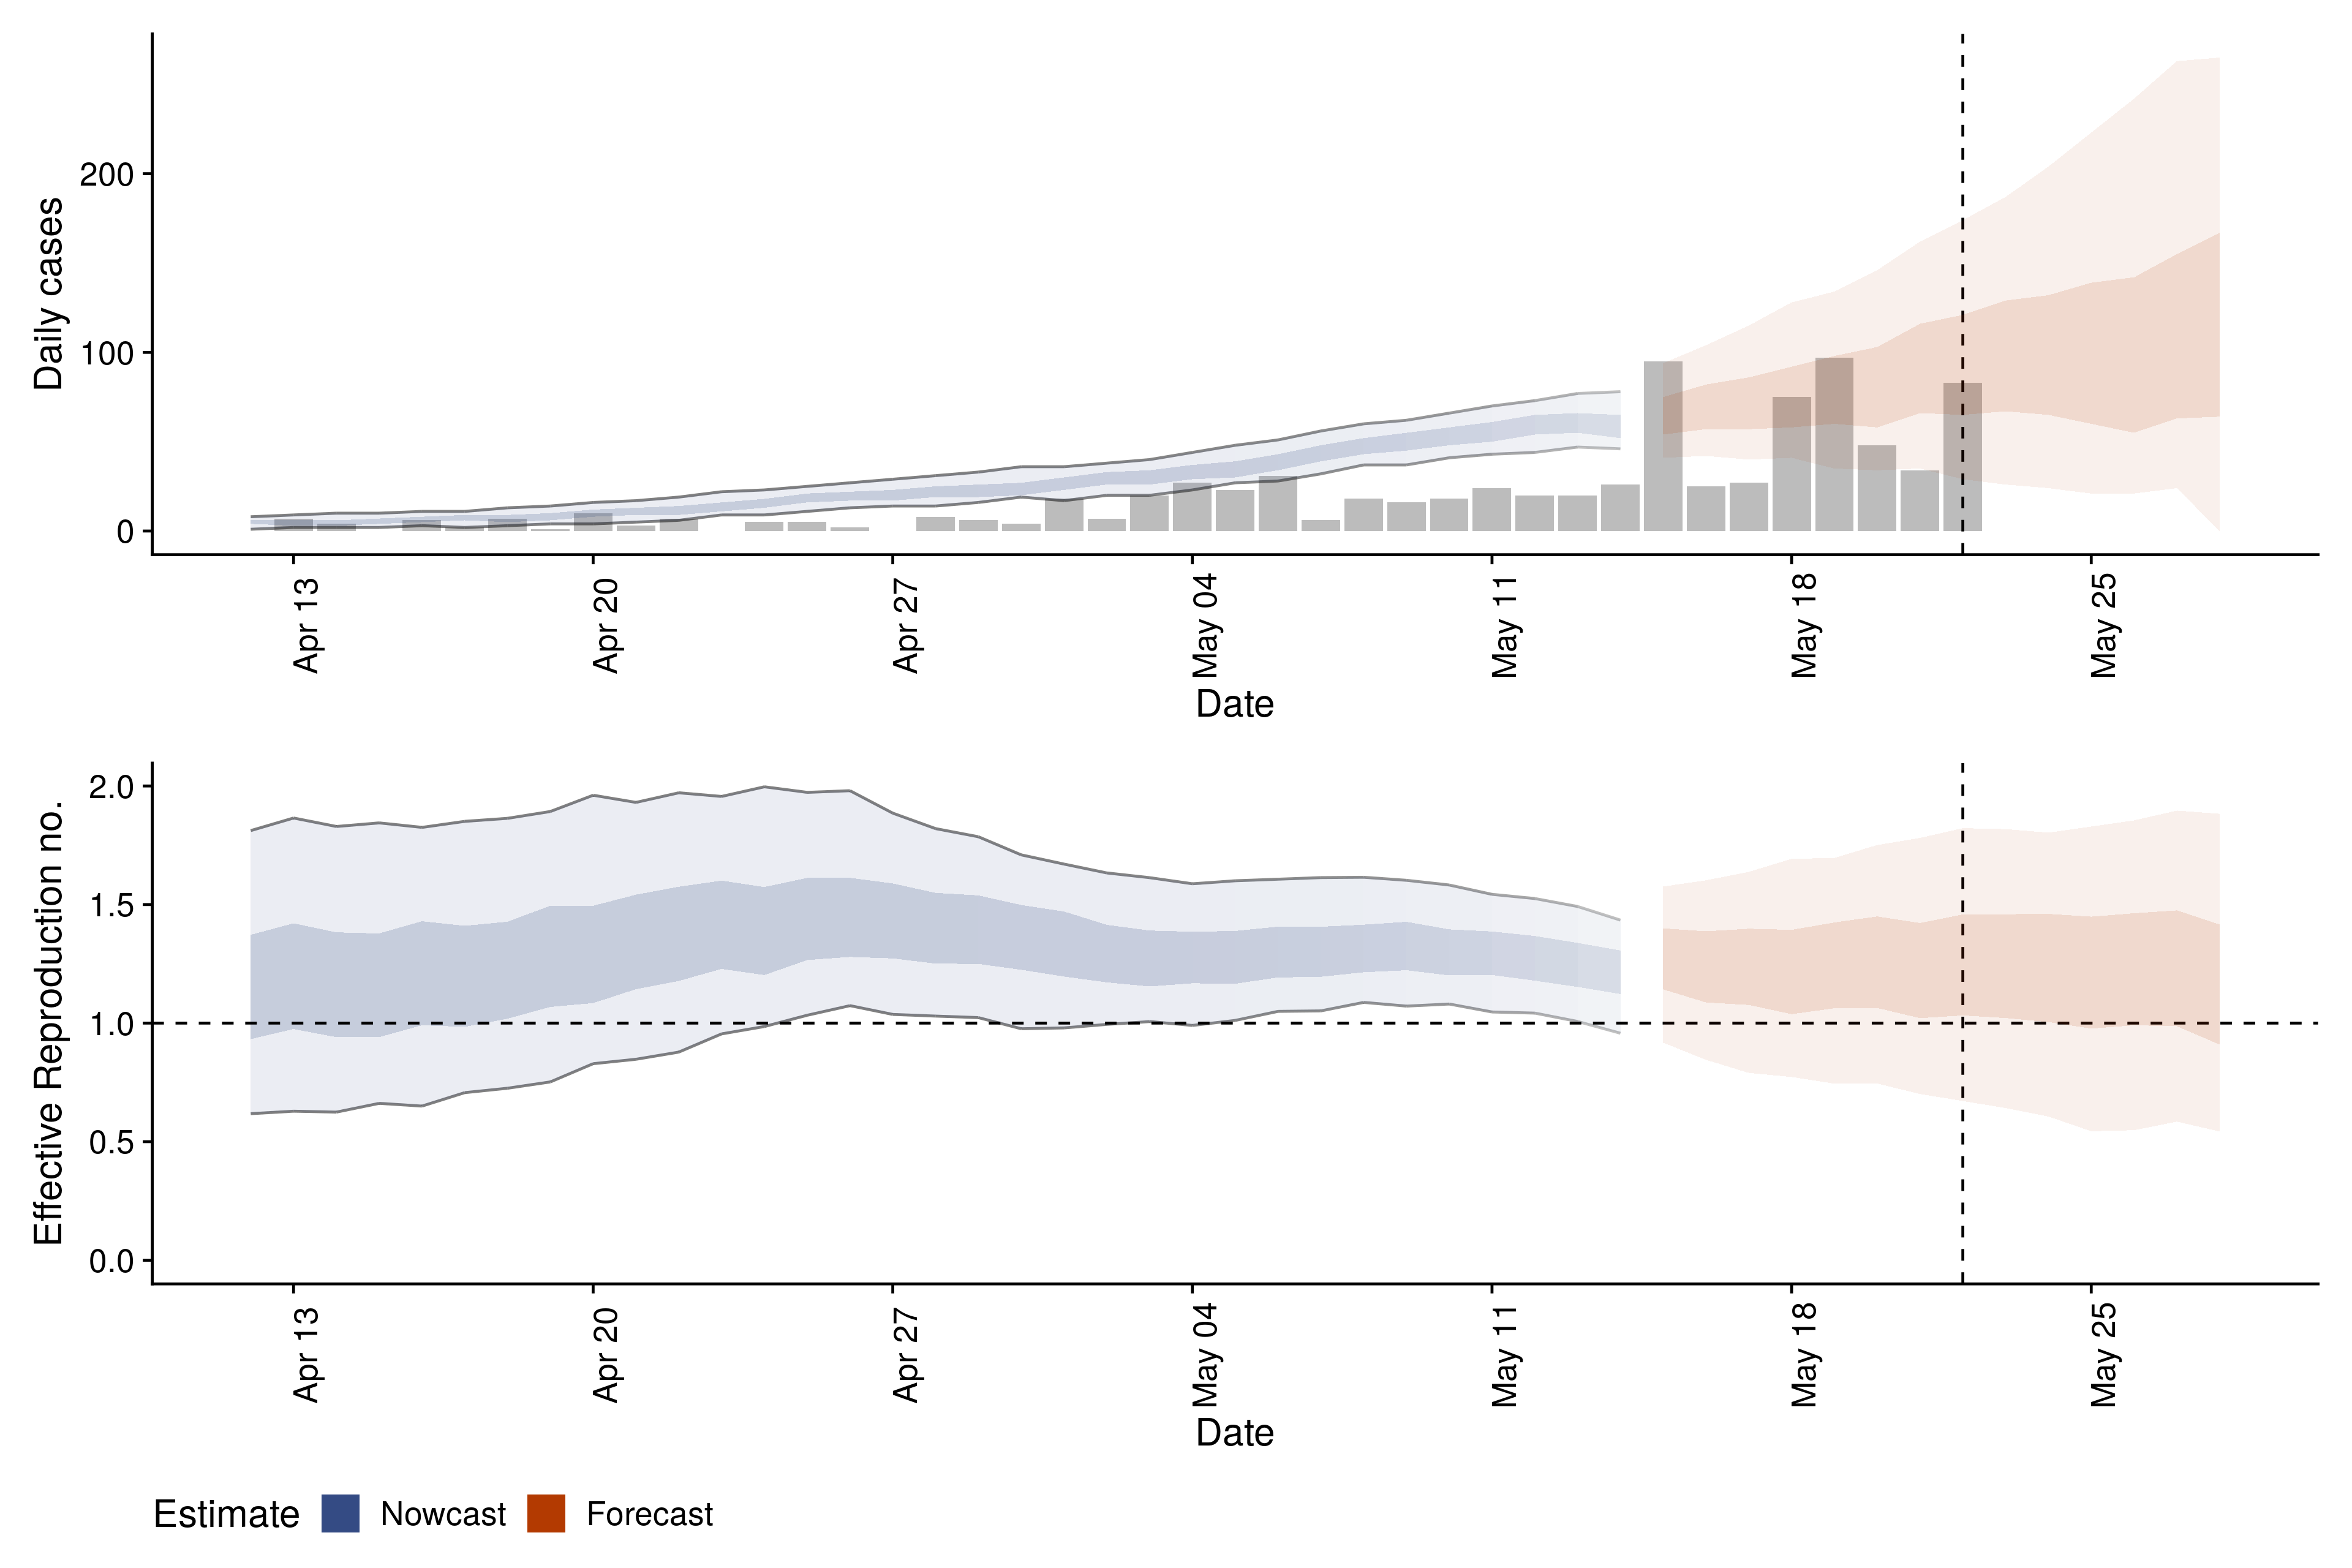 200
100
0
Daily cases
Apr 13
Apr 20
Apr 27
May 04
May 11
May 18
May 25
Date
2.0
1.5
1.0
0.5
0.0
Effective Reproduction no.
Apr 13
Apr 20
Apr 27
May 04
May 11
May 18
May 25
Date
Estimate Nowcast Forecast